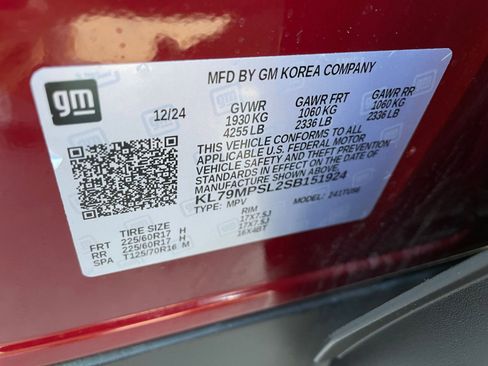 MFD BY GM KOREA COMPANY
gm
12/24
GVWR GAWR FRT GAWR RR
1930 KG 1060 KG 1060 KG
4255 LB 2336 LB 2336 LB
THIS VEHICLE CONFORMS TO ALL
APPLICABLE U.S. FEDERAL MOTOR
VEHICLE SAFETY AND THEFT PREVENTION
STANDARDS IN EFFECT ON THE DATE OF
MANUFACTURE SHOWN ABOVE.
KL79MPSL2SB151924
TYPE: MPV MODEL: 
TIRE SIZE RIM
FRT 225/60R17 H 17X7.5J
RR 225/60R17 H 17X7.5J
SPA T125/70R16 M 16X4BT